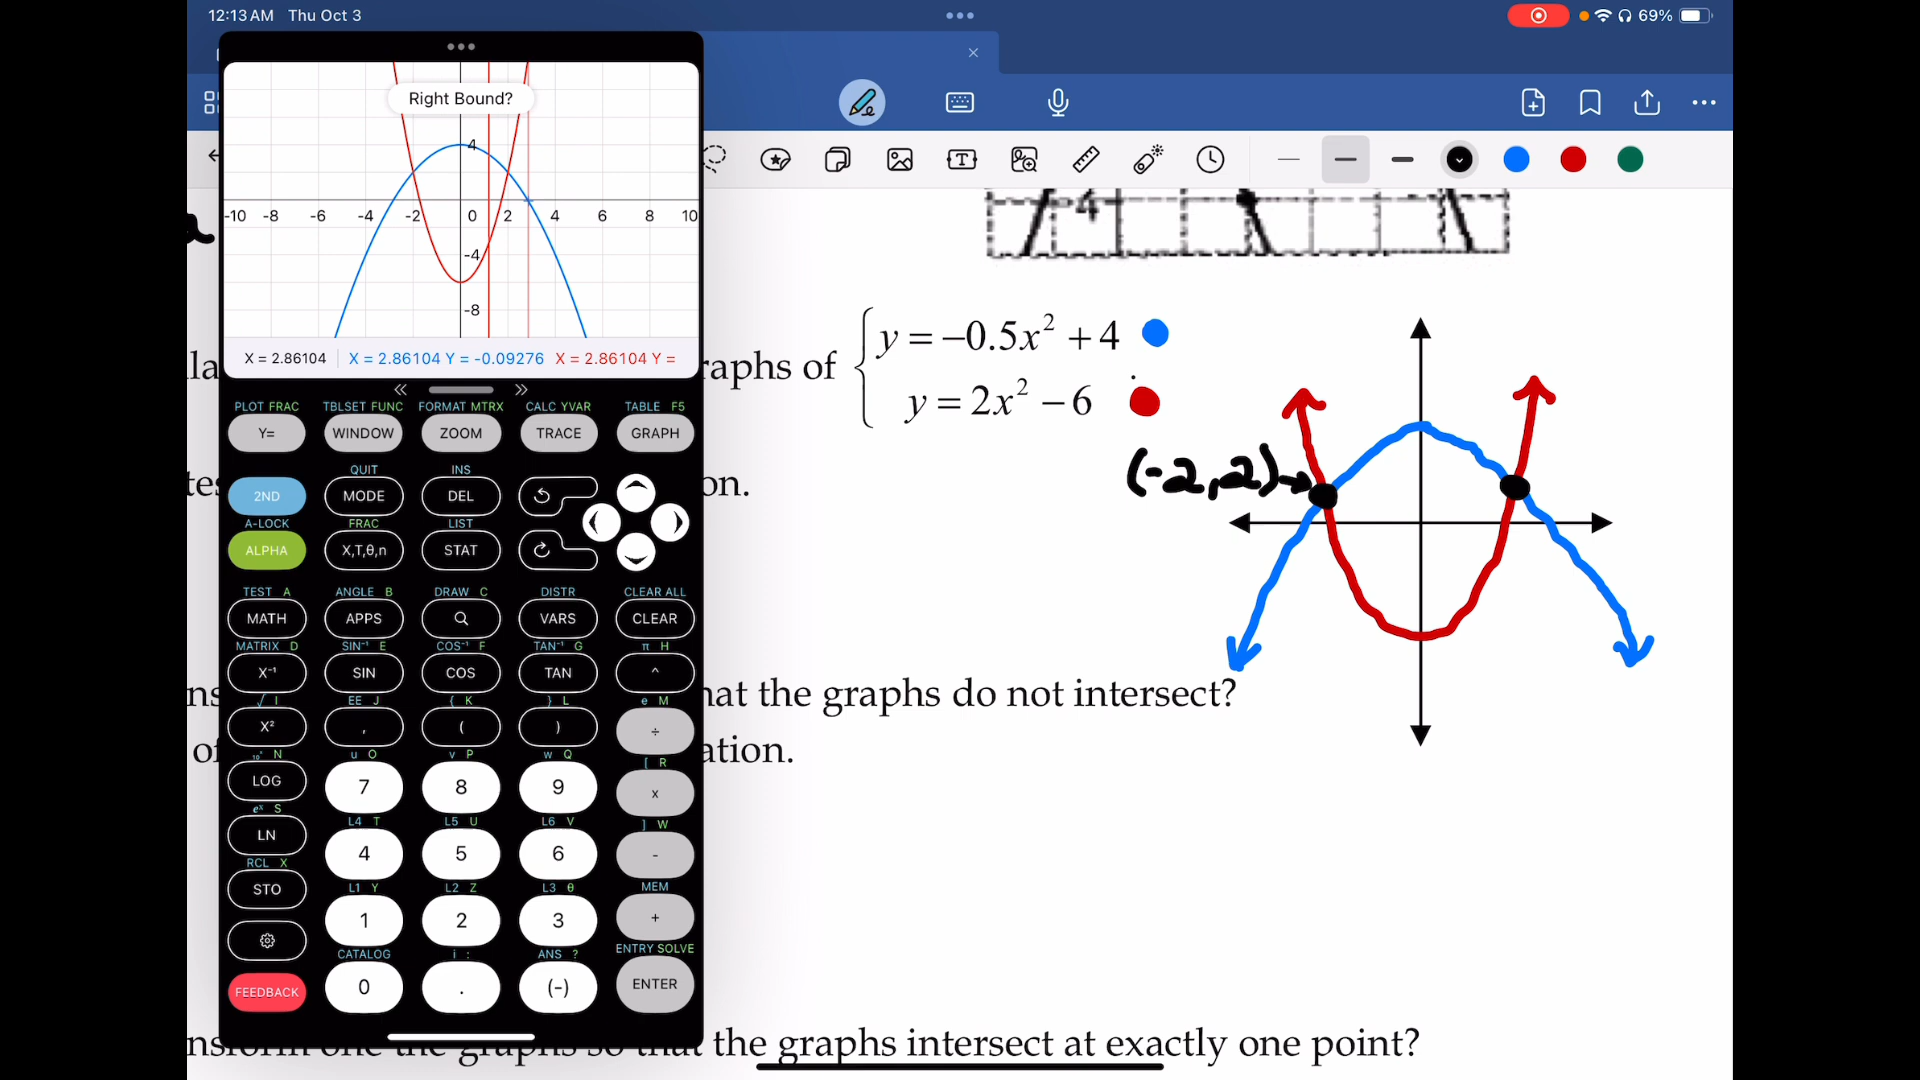 12:13 AM Thu Oct 3
69%
Right Bound?
4
-10 -8 -6 -4 -2 0 2 4 6 8 10
-4
-8
X = 2.86104 X = 2.86104 Y = -0.09276 X = 2.86104 Y =
PLOT FRAC TBLSET FUNC FORMAT MTRX CALC YVAR TABLE F5
Y= WINDOW ZOOM TRACE GRAPH
QUIT INS
2ND MODE DEL
A-LOCK FRAC LIST
ALPHA X,T,θ,n STAT
TEST A ANGLE B DRAW C DISTR CLEAR ALL
MATH APPS VARS CLEAR
MATRIX D SIN⁻¹ E COS⁻¹ F TAN⁻¹ G π H
X⁻¹ SIN COS TAN ^
√ I EE J { K } L e M
X² , ( ) ÷
10ˣ N u O v P w Q [ R
LOG 7 8 9 x
eˣ S L4 T L5 U L6 V ] W
LN 4 5 6 -
RCL X L1 Y L2 Z L3 θ MEM
STO 1 2 3 +
CATALOG i : ANS ? ENTRY SOLVE
FEEDBACK 0 . (-) ENTER
-4
raphs of
y = −0.5x² + 4
y = 2x² − 6
(-2,2)
on.
hat the graphs do not intersect?
ation.
the graphs intersect at exactly one point?